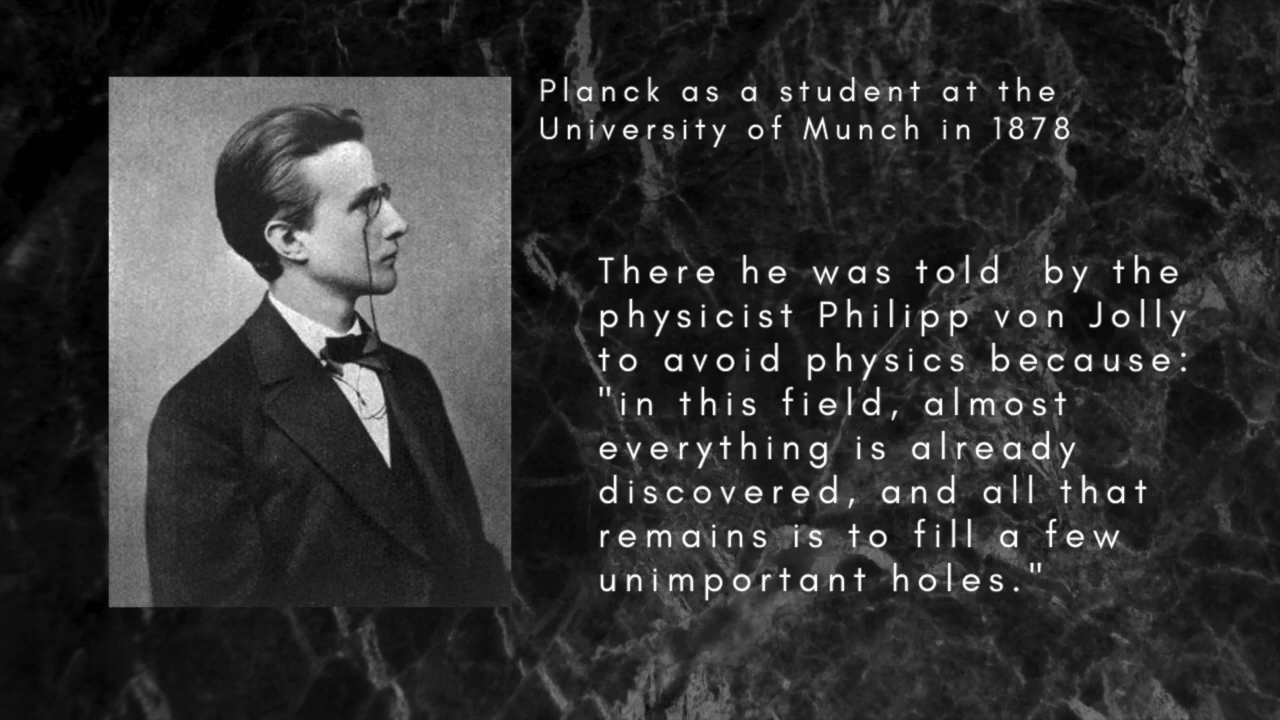 Planck as a student at the
University of Munch in 1878
There he was told  by the
physicist Philipp von Jolly
to avoid physics because:
"in this field, almost
everything is already
discovered, and all that
remains is to fill a few
unimportant holes."